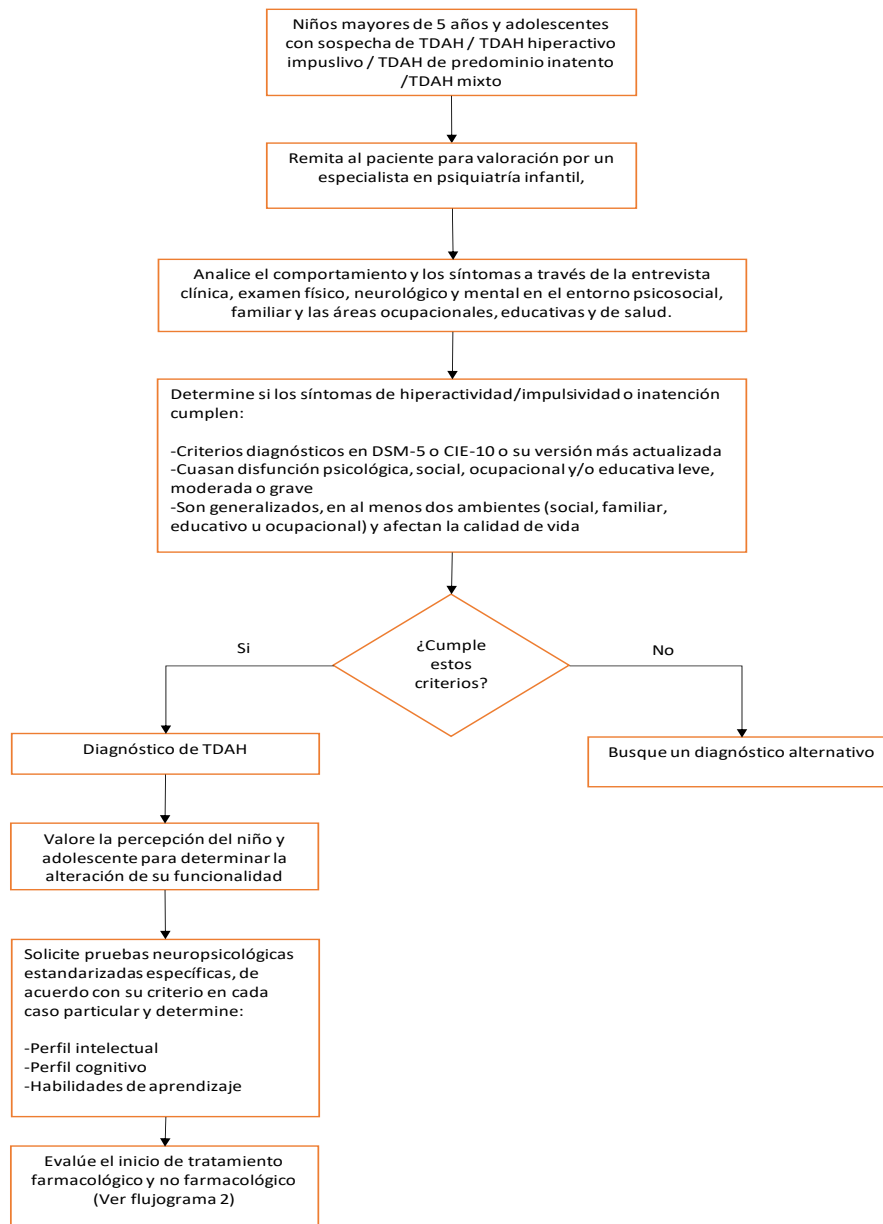 Niños mayores de 5 años y adolescentes
con sospecha de TDAH / TDAH hiperactivo
impuslivo / TDAH de predominio inatento
/TDAH mixto
Remita al paciente para valoración por un
especialista en psiquiatría infantil,
Analice el comportamiento y los síntomas a través de la entrevista
clínica, examen físico, neurológico y mental en el entorno psicosocial,
familiar y las áreas ocupacionales, educativas y de salud.
Determine si los síntomas de hiperactividad/impulsividad o inatención
cumplen:
-Criterios diagnósticos en DSM-5 o CIE-10 o su versión más actualizada
-Cuasan disfunción psicológica, social, ocupacional y/o educativa leve,
moderada o grave
-Son generalizados, en al menos dos ambientes (social, familiar,
educativo u ocupacional) y afectan la calidad de vida
¿Cumple
estos
criterios?
Si
No
Diagnóstico de TDAH
Busque un diagnóstico alternativo
Valore la percepción del niño y
adolescente para determinar la
alteración de su funcionalidad
Solicite pruebas neuropsicológicas
estandarizadas específicas, de
acuerdo con su criterio en cada
caso particular y determine:
-Perfil intelectual
-Perfil cognitivo
-Habilidades de aprendizaje
Evalúe el inicio de tratamiento
farmacológico y no farmacológico
(Ver flujograma 2)